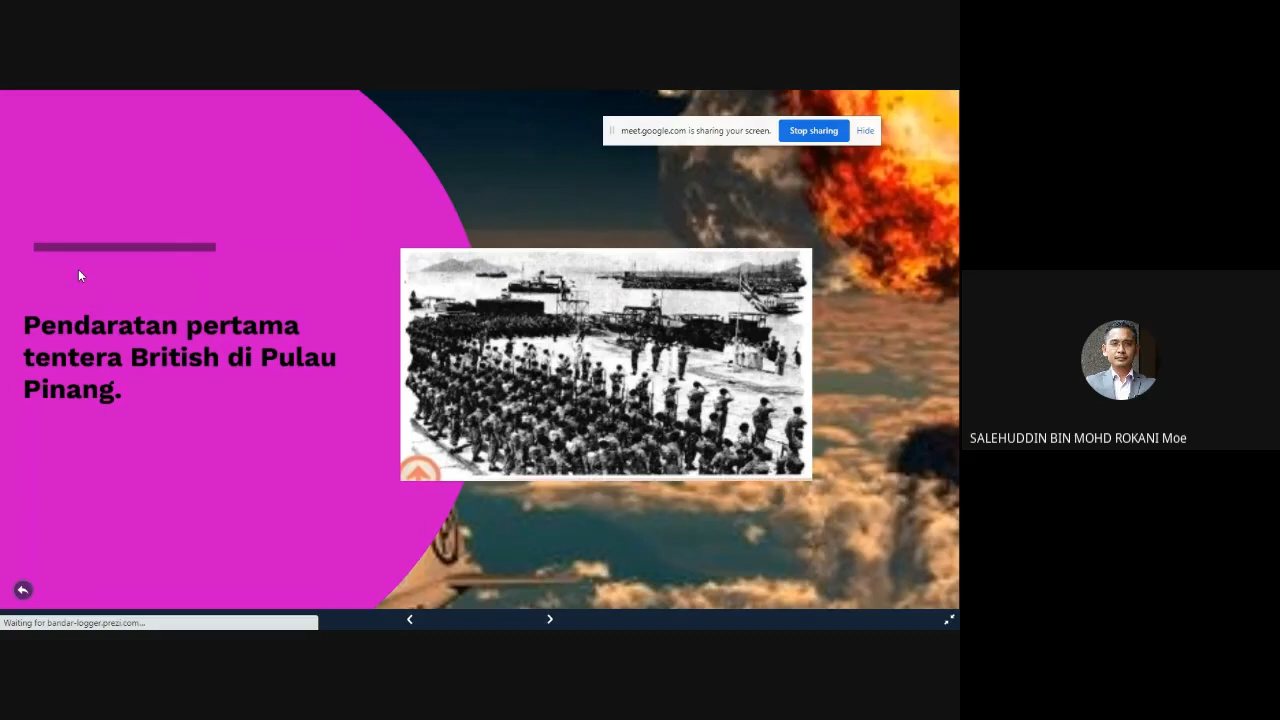 meet.google.com is sharing your screen.
Stop sharing
Hide
Pendaratan pertama
tentera British di Pulau
Pinang.
SALEHUDDIN BIN MOHD ROKANI Moe
Waiting for bandar-logger.prezi.com...